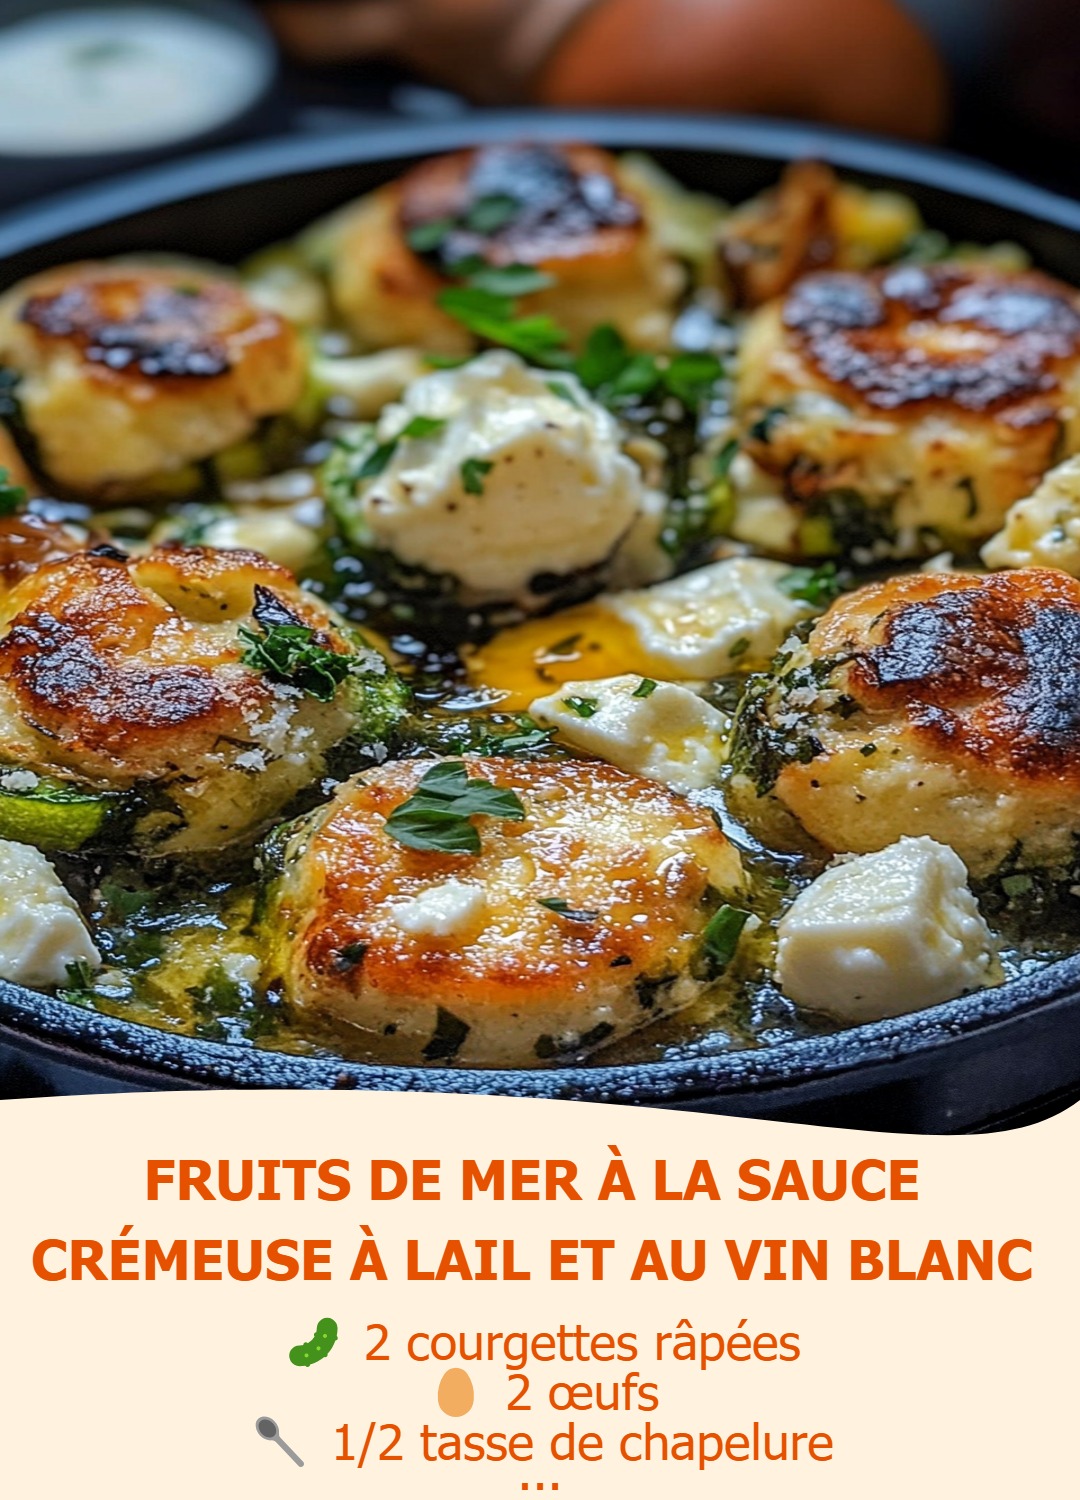 FRUITS DE MER À LA SAUCE
CRÉMEUSE À LAIL ET AU VIN BLANC
2 courgettes râpées
2 œufs
1/2 tasse de chapelure
...